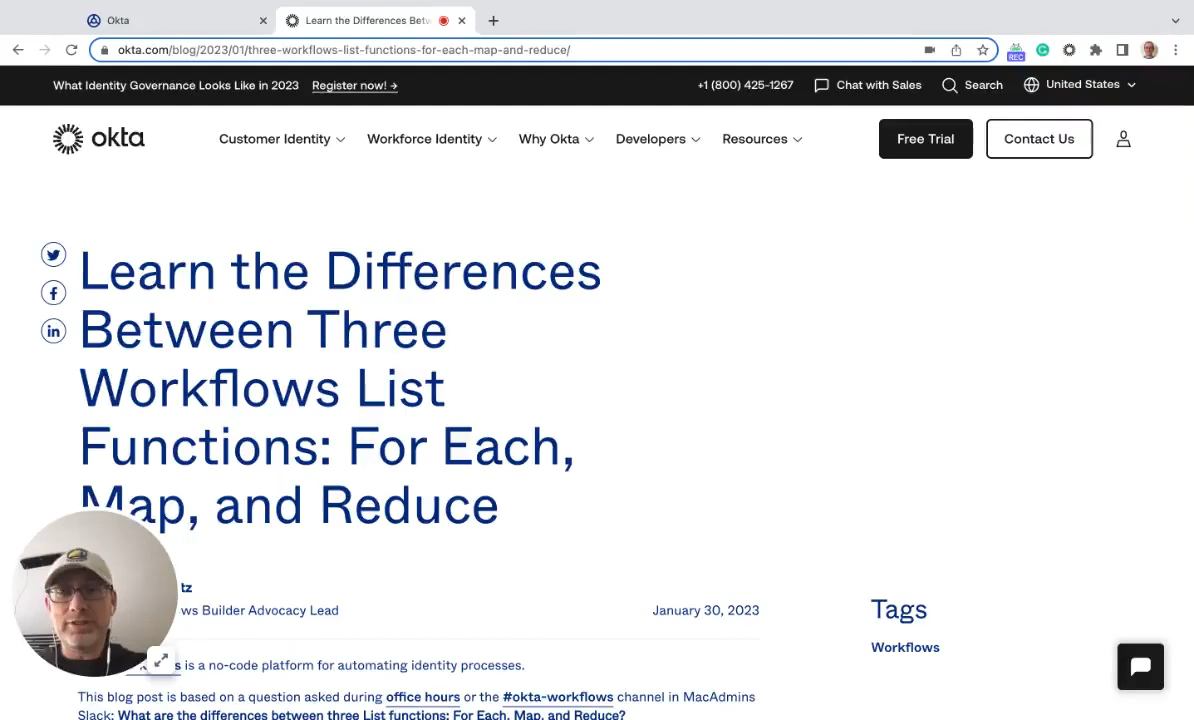 Okta
Learn the Differences Betw
okta.com/blog/2023/01/three-workflows-list-functions-for-each-map-and-reduce/
REC
What Identity Governance Looks Like in 2023 Register now! →
+1 (800) 425-1267 Chat with Sales Search United States
okta Customer Identity Workforce Identity Why Okta Developers Resources Free Trial Contact Us
Learn the Differences
Between Three
Workflows List
Functions: For Each,
Map, and Reduce
tz
ws Builder Advocacy Lead January 30, 2023
s is a no-code platform for automating identity processes.
This blog post is based on a question asked during office hours or the #okta-workflows channel in MacAdmins
Slack: What are the differences between three List functions: For Each, Map, and Reduce?
Tags
Workflows